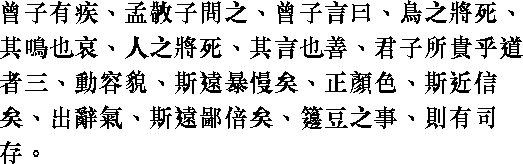 曾子有疾、孟敬子問之、曾子言曰、鳥之將死、
其鳴也哀、人之將死、其言也善、君子所貴乎道
者三、動容貌、斯遠暴慢矣、正顏色、斯近信
矣、出辭氣、斯遠鄙倍矣、籩豆之事、則有司
存。